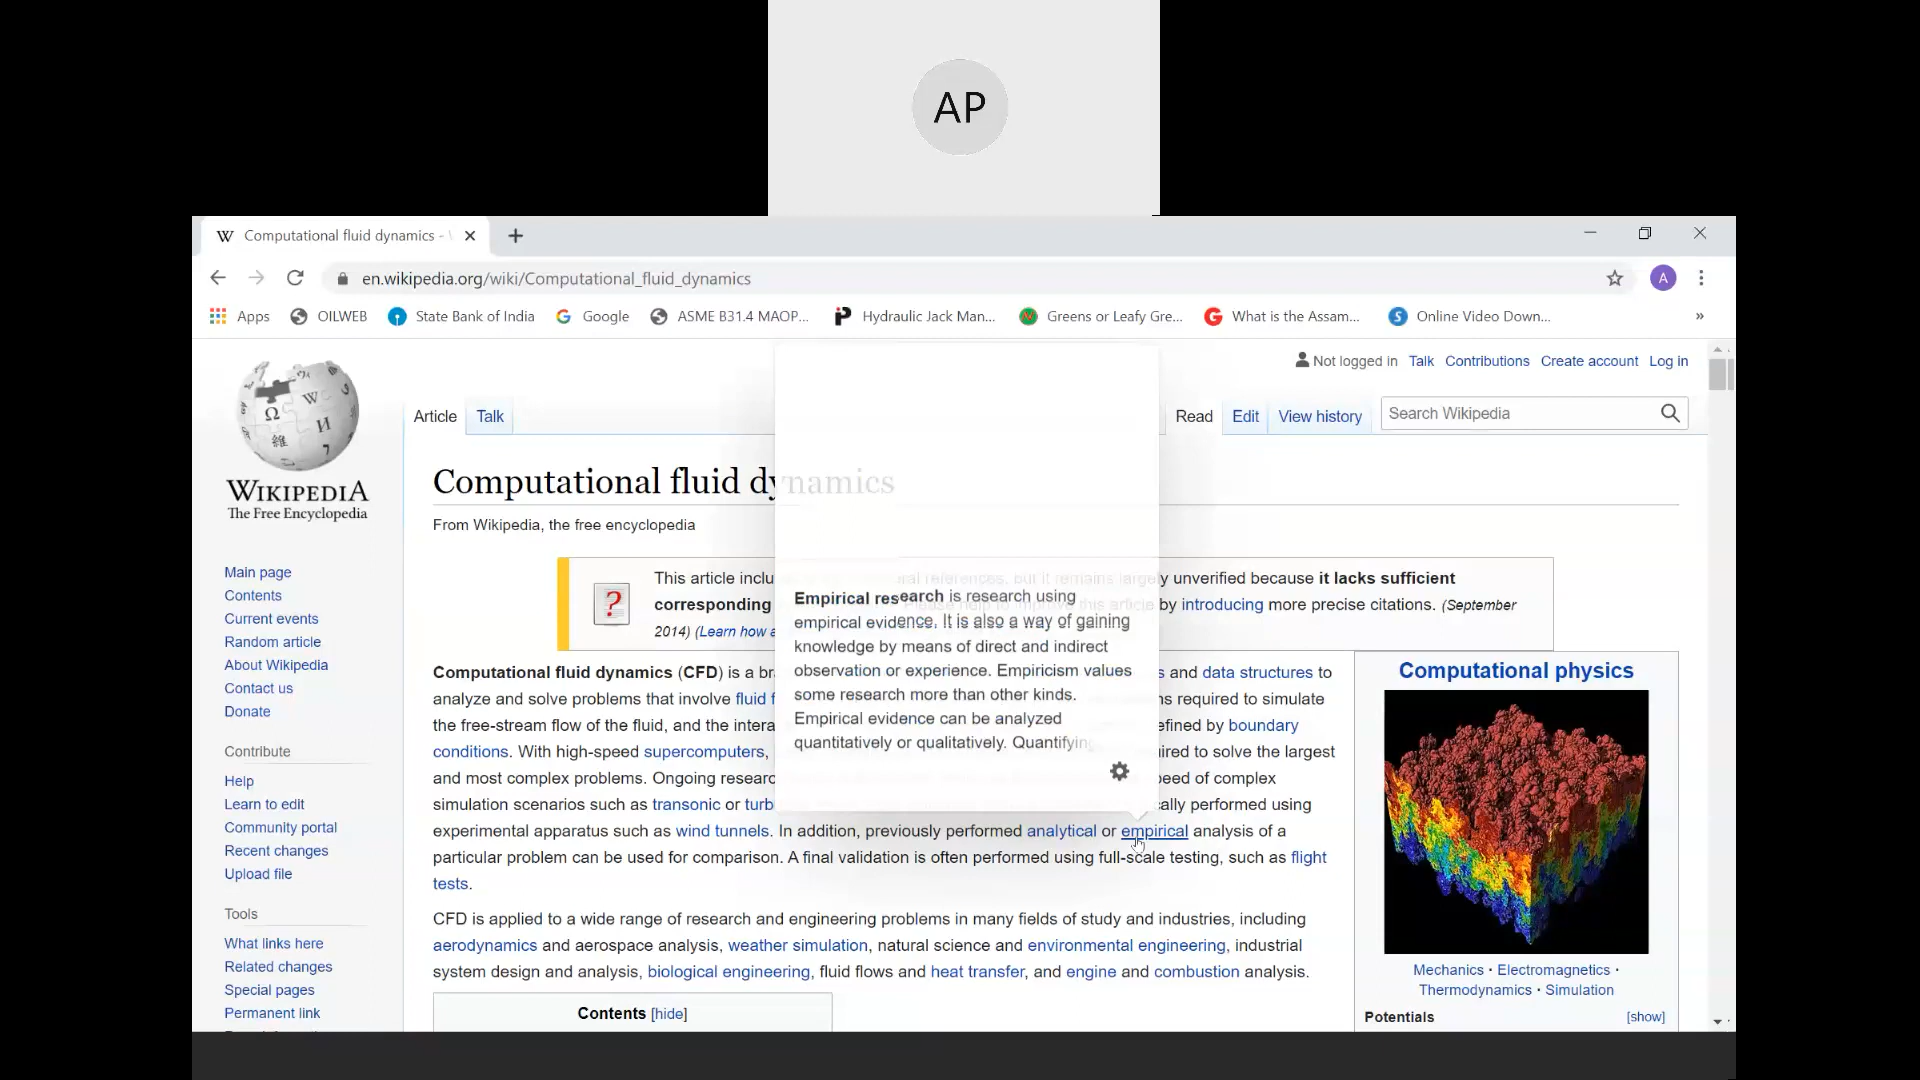 AP
Computational fluid dynamics -
en.wikipedia.org/wiki/Computational_fluid_dynamics
A
Apps OILWEB State Bank of India Google ASME B31.4 MAOP... Hydraulic Jack Man... Greens or Leafy Gre... What is the Assam... Online Video Down... »
Not logged in Talk Contributions Create account Log in
Article Talk Read Edit View history Search Wikipedia
WIKIPEDIA
The Free Encyclopedia
Computational fluid dynamics
From Wikipedia, the free encyclopedia
Main page
Contents
Current events
Random article
About Wikipedia
Contact us
Donate
Contribute
Help
Learn to edit
Community portal
Recent changes
Upload file
Tools
What links here
Related changes
Special pages
Permanent link
This article references, but it remains largely unverified because it lacks sufficient
corresponding Please help to improve this article by introducing more precise citations. (September
2014) (Learn how
Empirical research is research using
empirical evidence. It is also a way of gaining
knowledge by means of direct and indirect
observation or experience. Empiricism values
some research more than other kinds.
Empirical evidence can be analyzed
quantitatively or qualitatively. Quantifying
Computational fluid dynamics (CFD) is a and data structures to
analyze and solve problems that involve fluid required to simulate
the free-stream flow of the fluid, and the by boundary
conditions. With high-speed supercomputers, to solve the largest
and most complex problems. Ongoing of complex
simulation scenarios such as transonic or performed using
experimental apparatus such as wind tunnels. In addition, previously performed analytical or empirical analysis of a
particular problem can be used for comparison. A final validation is often performed using full-scale testing, such as flight
tests.
CFD is applied to a wide range of research and engineering problems in many fields of study and industries, including
aerodynamics and aerospace analysis, weather simulation, natural science and environmental engineering, industrial
system design and analysis, biological engineering, fluid flows and heat transfer, and engine and combustion analysis.
Contents [hide]
Computational physics
Mechanics · Electromagnetics ·
Thermodynamics · Simulation
Potentials [show]